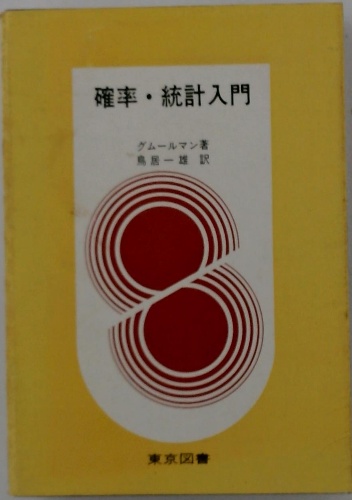 確率・統計入門
グムールマン著
鳥居一雄 訳
東京図書